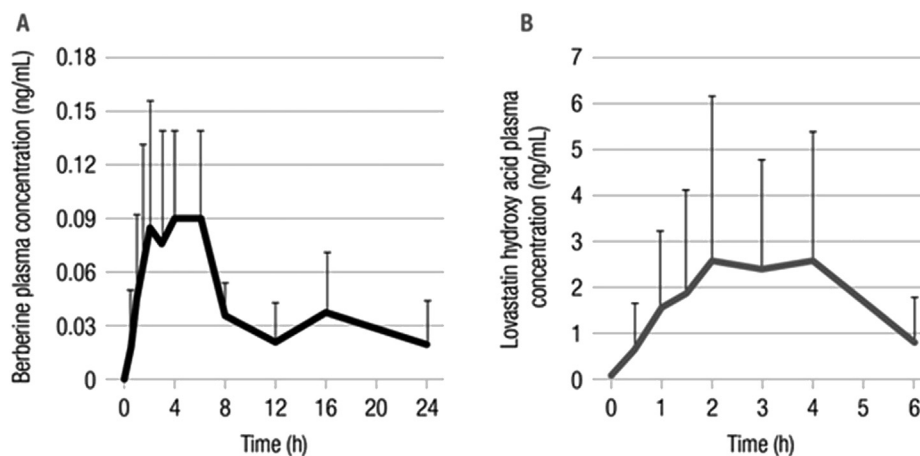 A
Berberine plasma concentration (ng/mL)
0.18
0.15
0.12
0.09
0.06
0.03
0
0 4 8 12 16 20 24
Time (h)
B
Lovastatin hydroxy acid plasma
concentration (ng/mL)
7
6
5
4
3
2
1
0
0 1 2 3 4 5 6
Time (h)